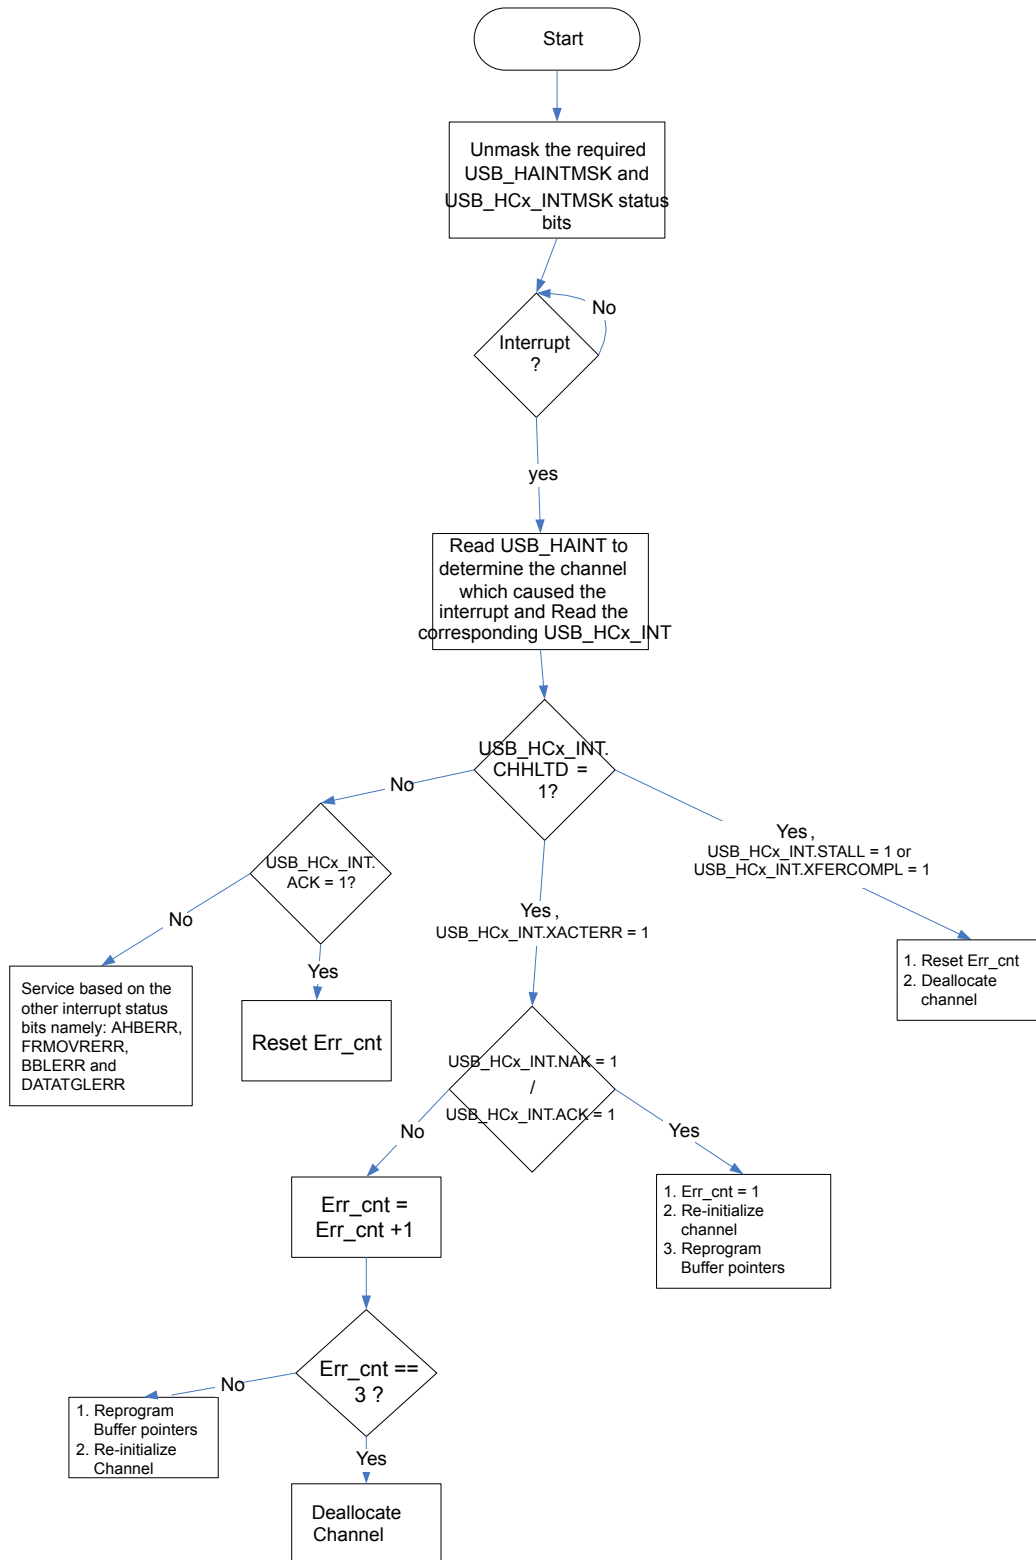 Start
Unmask the required
USB_HAINTMSK and
USB_HCx_INTMSK status
bits
No
Interrupt
?
yes
Read USB_HAINT to
determine the channel
which caused the
interrupt and Read the
corresponding USB_HCx_INT
USB_HCx_INT.
CHHLTD =
1?
No
Yes ,
USB_HCx_INT.STALL = 1 or
USB_HCx_INT.XFERCOMPL = 1
USB_HCx_INT.
ACK = 1?
No
Yes ,
USB_HCx_INT.XACTERR = 1
Yes
1. Reset Err_cnt
2. Deallocate
channel
Service based on the
other interrupt status
bits namely: AHBERR,
FRMOVRERR,
BBLERR and
DATATGLERR
Reset Err_cnt
USB_HCx_INT.NAK = 1
/
USB_HCx_INT.ACK = 1
No
Yes
Err_cnt =
Err_cnt +1
1. Err_cnt = 1
2. Re-initialize
channel
3. Reprogram
Buffer pointers
Err_cnt ==
3 ?
No
1. Reprogram
Buffer pointers
2. Re-initialize
Channel
Yes
Deallocate
Channel